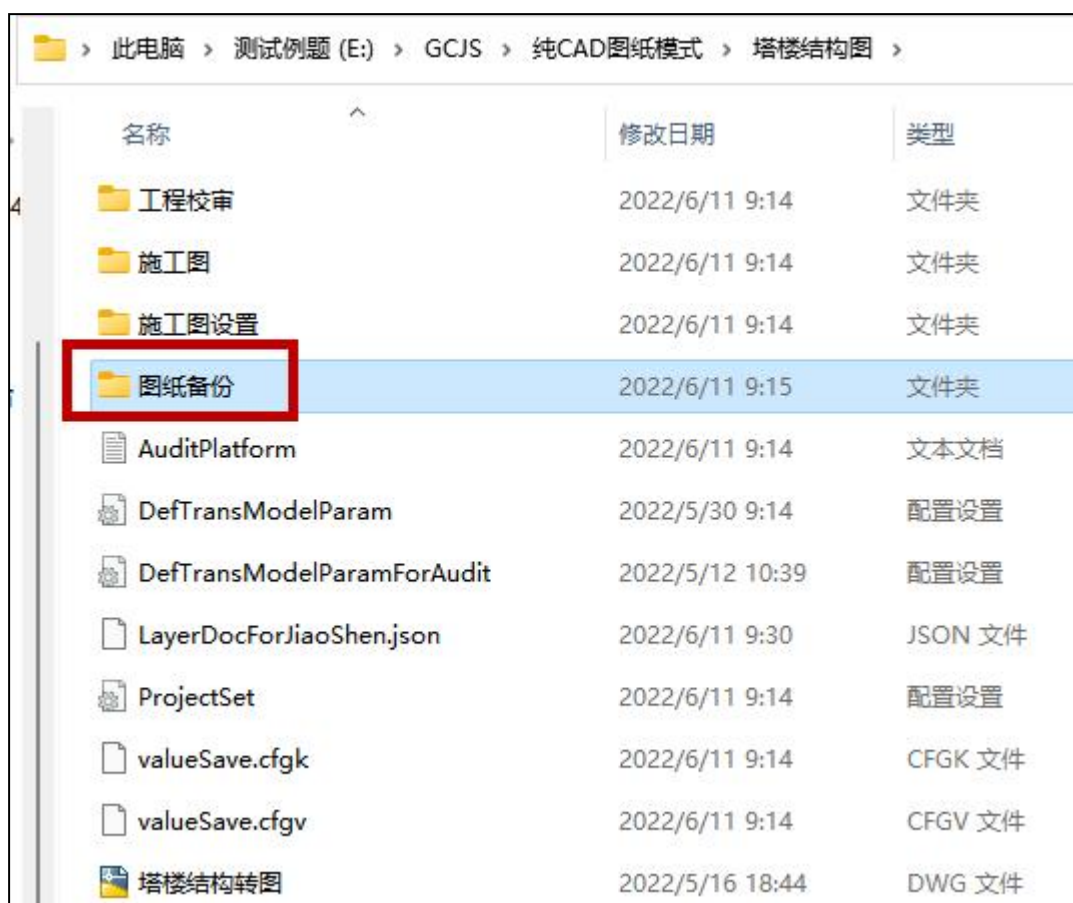 此电脑 > 测试例题 (E:) > GCJS > 纯CAD图纸模式 > 塔楼结构图 >
名称 修改日期 类型
工程校审 2022/6/11 9:14 文件夹
施工图 2022/6/11 9:14 文件夹
施工图设置 2022/6/11 9:14 文件夹
图纸备份 2022/6/11 9:15 文件夹
AuditPlatform 2022/6/11 9:14 文本文档
DefTransModelParam 2022/5/30 9:14 配置设置
DefTransModelParamForAudit 2022/5/12 10:39 配置设置
LayerDocForJiaoShen.json 2022/6/11 9:30 JSON 文件
ProjectSet 2022/6/11 9:14 配置设置
valueSave.cfgk 2022/6/11 9:14 CFGK 文件
valueSave.cfgv 2022/6/11 9:14 CFGV 文件
塔楼结构转图 2022/5/16 18:44 DWG 文件